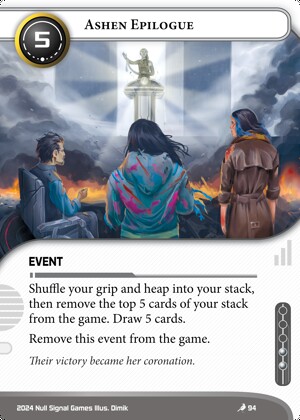 5
Ashen Epilogue
EVENT
Shuffle your grip and heap into your stack,
then remove the top 5 cards of your stack
from the game. Draw 5 cards.
Remove this event from the game.
Their victory became her coronation.
2024 Null Signal Games Illus. Dimik
94